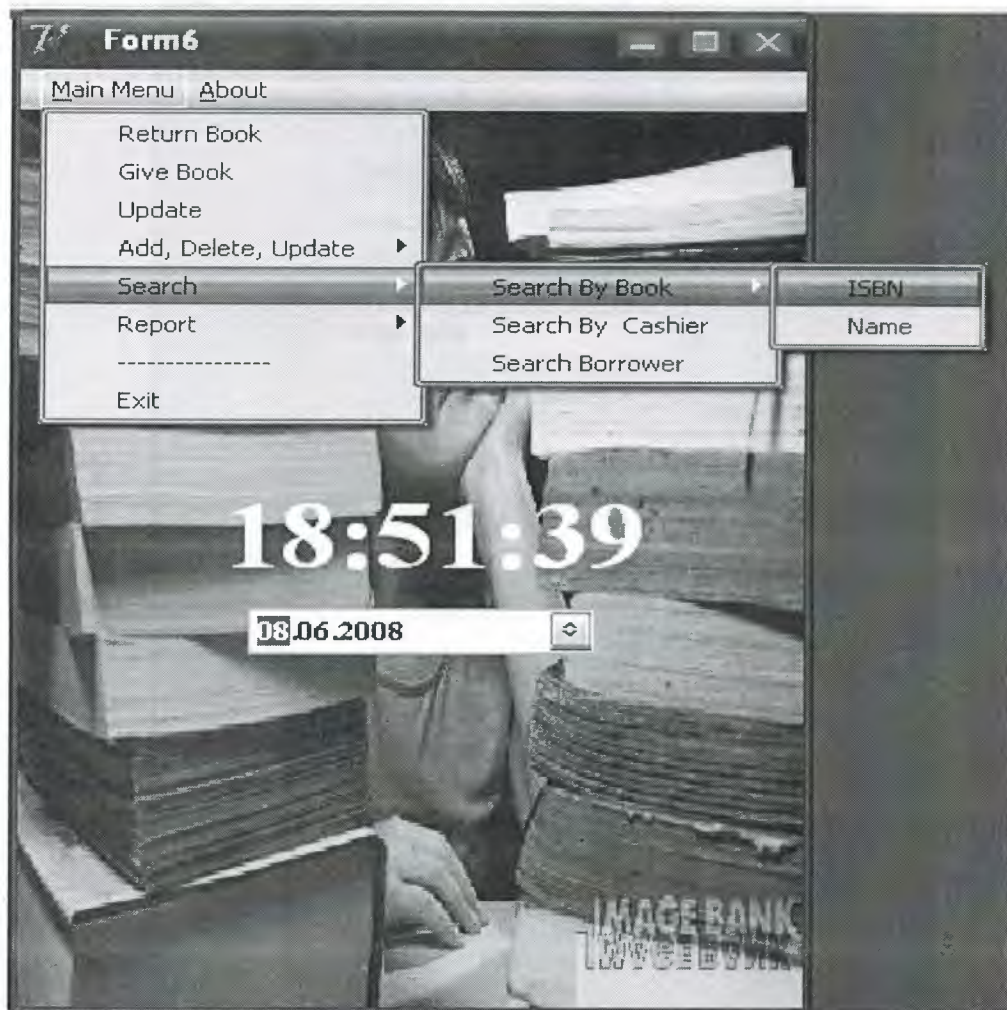 Form6
Main Menu About
Return Book
Give Book
Update
Add, Delete, Update
Search
Report
----------------
Exit
Search By Book
Search By Cashier
Search Borrower
ISBN
Name
18:51:39
08.06.2008
IMAGE BANK